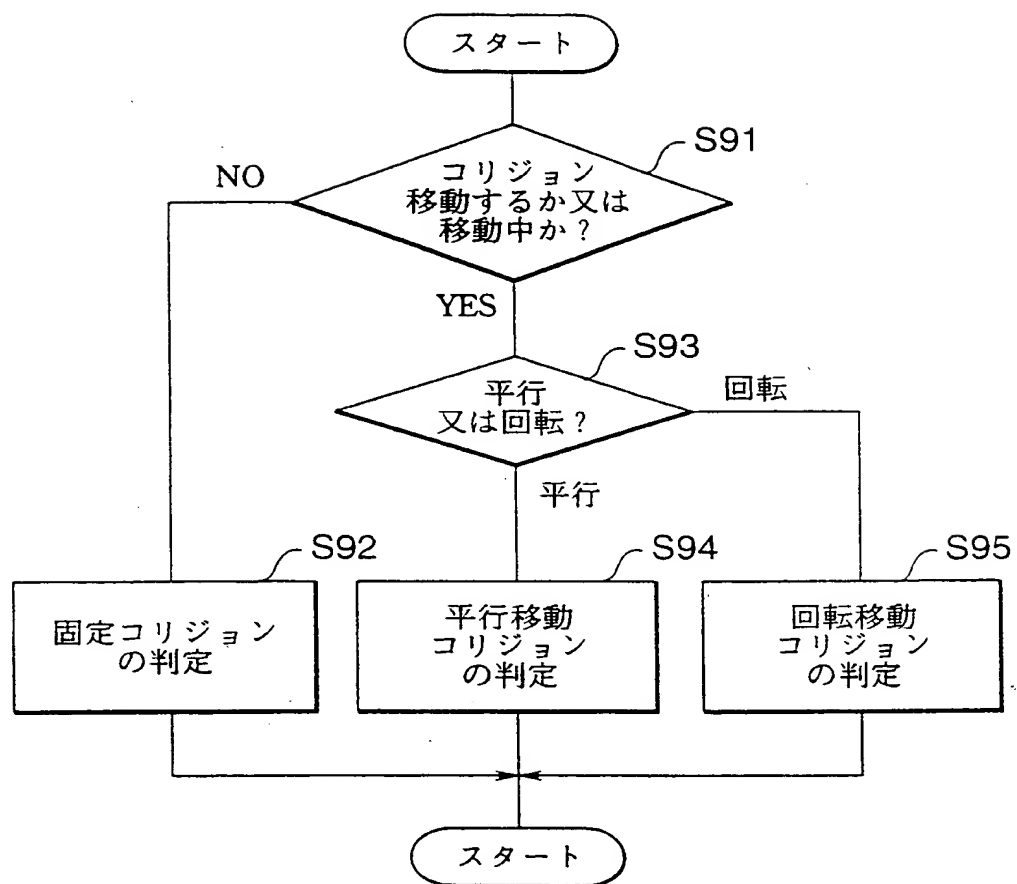 スタート
S91
コリジョン
移動するか又は
移動中か?
NO
YES
S93
平行
又は回転?
回転
平行
S92
固定コリジョン
の判定
S94
平行移動
コリジョン
の判定
S95
回転移動
コリジョン
の判定
スタート